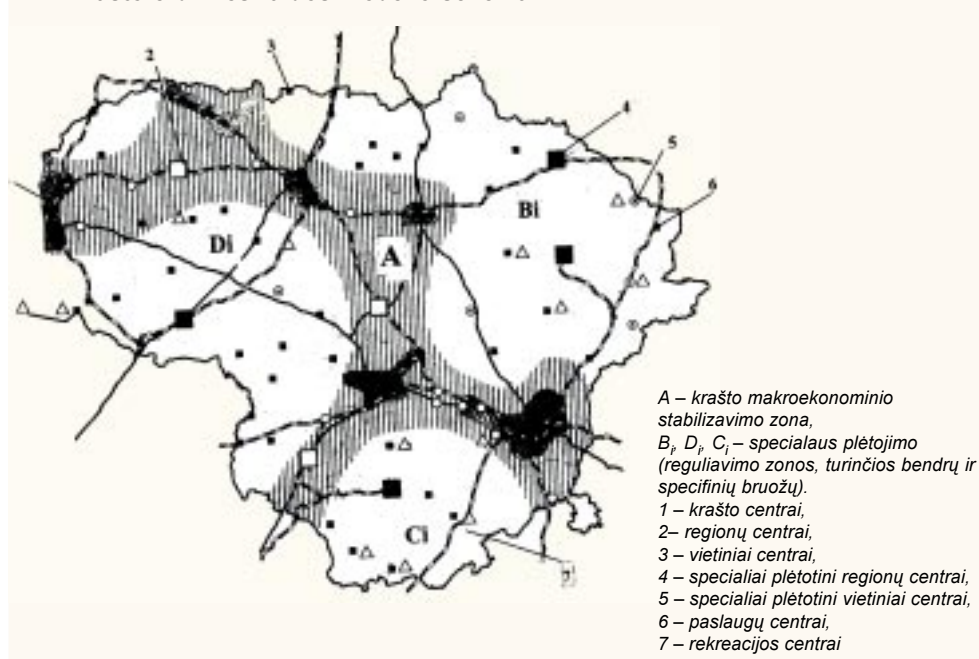 2
3
4
5
6
Bi
Di
A
Ci
7
A – krašto makroekonominio
stabilizavimo zona,
Bi, Di, Ci – specialaus plėtojimo
(reguliavimo zonos, turinčios bendrų ir
specifinių bruožų).
1 – krašto centrai,
2– regionų centrai,
3 – vietiniai centrai,
4 – specialiai plėtotini regionų centrai,
5 – specialiai plėtotini vietiniai centrai,
6 – paslaugų centrai,
7 – rekreacijos centrai